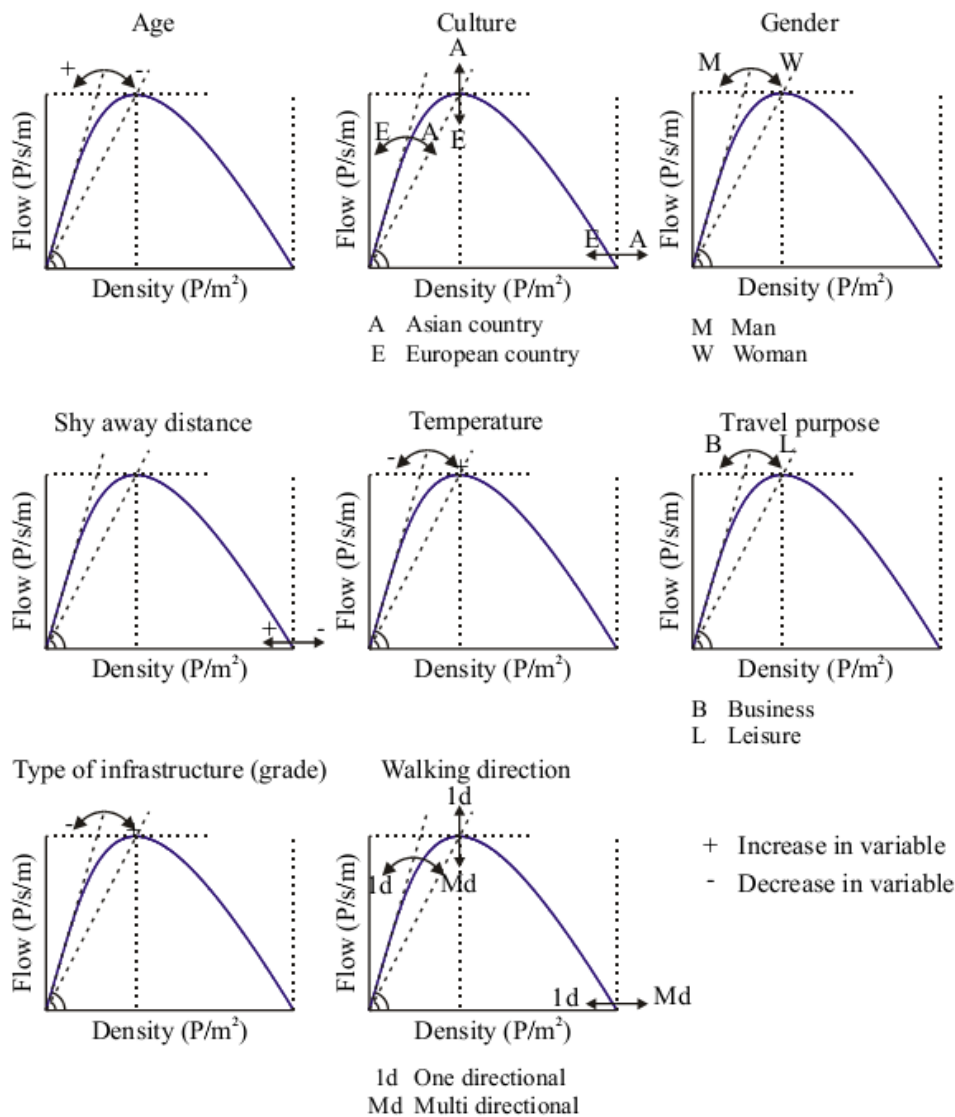 Age
+ -
Flow (P/s/m)
Density (P/m²)
Culture
A
E A
E
E A
Flow (P/s/m)
Density (P/m²)
A Asian country
E European country
Gender
M W
Flow (P/s/m)
Density (P/m²)
M Man
W Woman
Shy away distance
+ -
Flow (P/s/m)
Density (P/m²)
Temperature
- +
Flow (P/s/m)
Density (P/m²)
Travel purpose
B L
Flow (P/s/m)
Density (P/m²)
B Business
L Leisure
Type of infrastructure (grade)
- +
Flow (P/s/m)
Density (P/m²)
Walking direction
1d
1d Md
1d Md
Flow (P/s/m)
Density (P/m²)
1d One directional
Md Multi directional
+ Increase in variable
- Decrease in variable